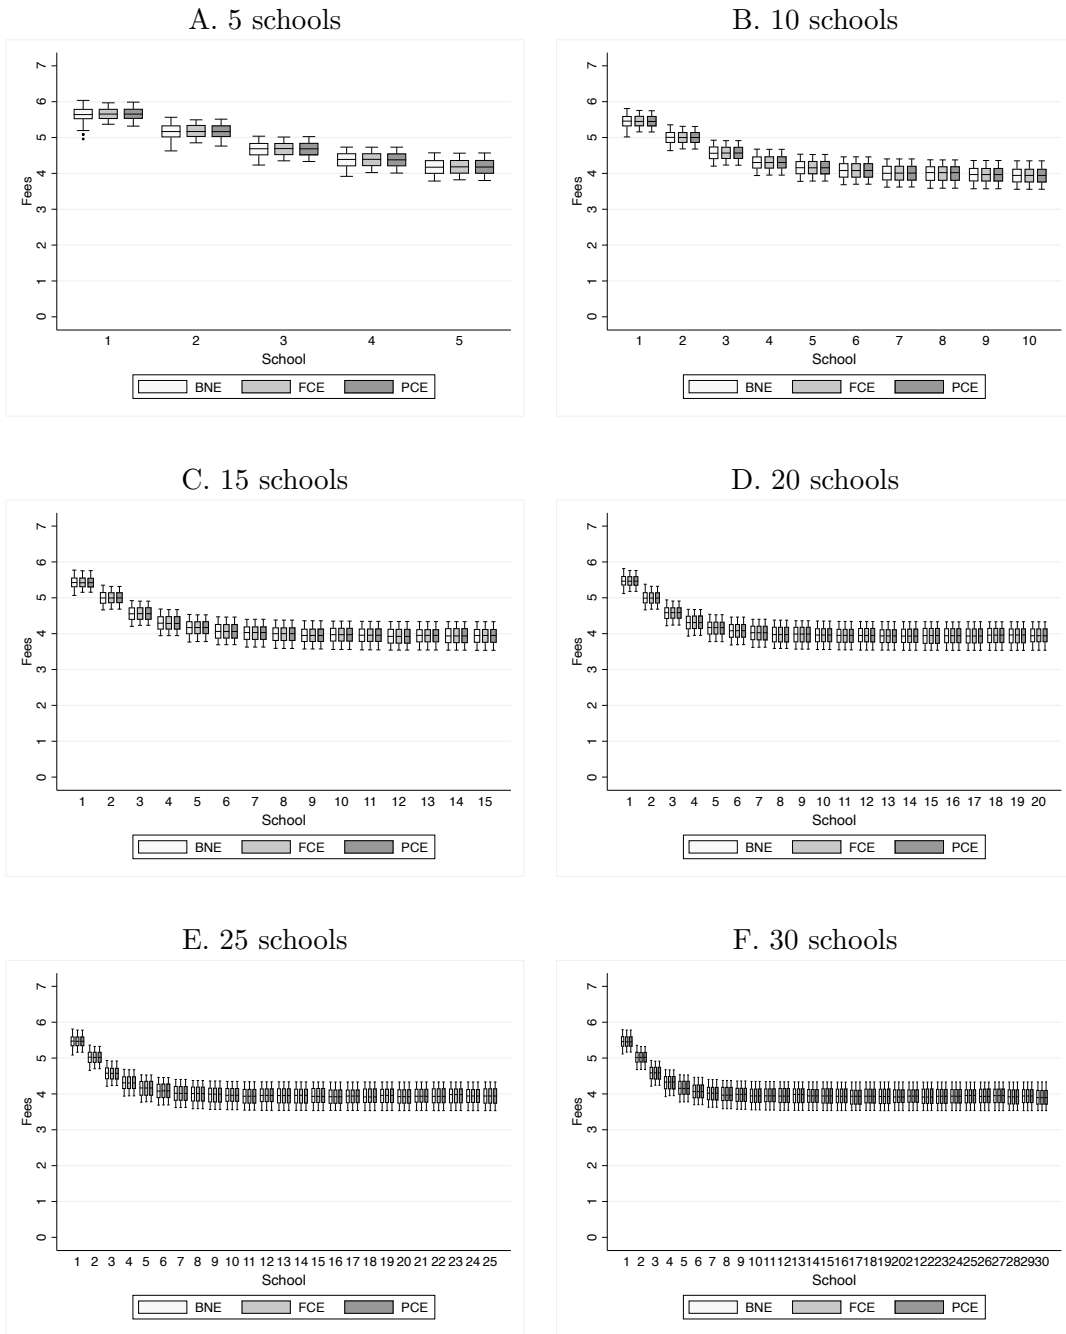 A. 5 schools
7
6
5
4
3
2
1
0
Fees
1 2 3 4 5
School
BNE FCE PCE
B. 10 schools
7
6
5
4
3
2
1
0
Fees
1 2 3 4 5 6 7 8 9 10
School
BNE FCE PCE
C. 15 schools
7
6
5
4
3
2
1
0
Fees
1 2 3 4 5 6 7 8 9 10 11 12 13 14 15
School
BNE FCE PCE
D. 20 schools
7
6
5
4
3
2
1
0
Fees
1 2 3 4 5 6 7 8 9 10 11 12 13 14 15 16 17 18 19 20
School
BNE FCE PCE
E. 25 schools
7
6
5
4
3
2
1
0
Fees
1 2 3 4 5 6 7 8 9 10 11 12 13 14 15 16 17 18 19 20 21 22 23 24 25
School
BNE FCE PCE
F. 30 schools
7
6
5
4
3
2
1
0
Fees
1 2 3 4 5 6 7 8 9 101112131415161718192021222324252627282930
School
BNE FCE PCE